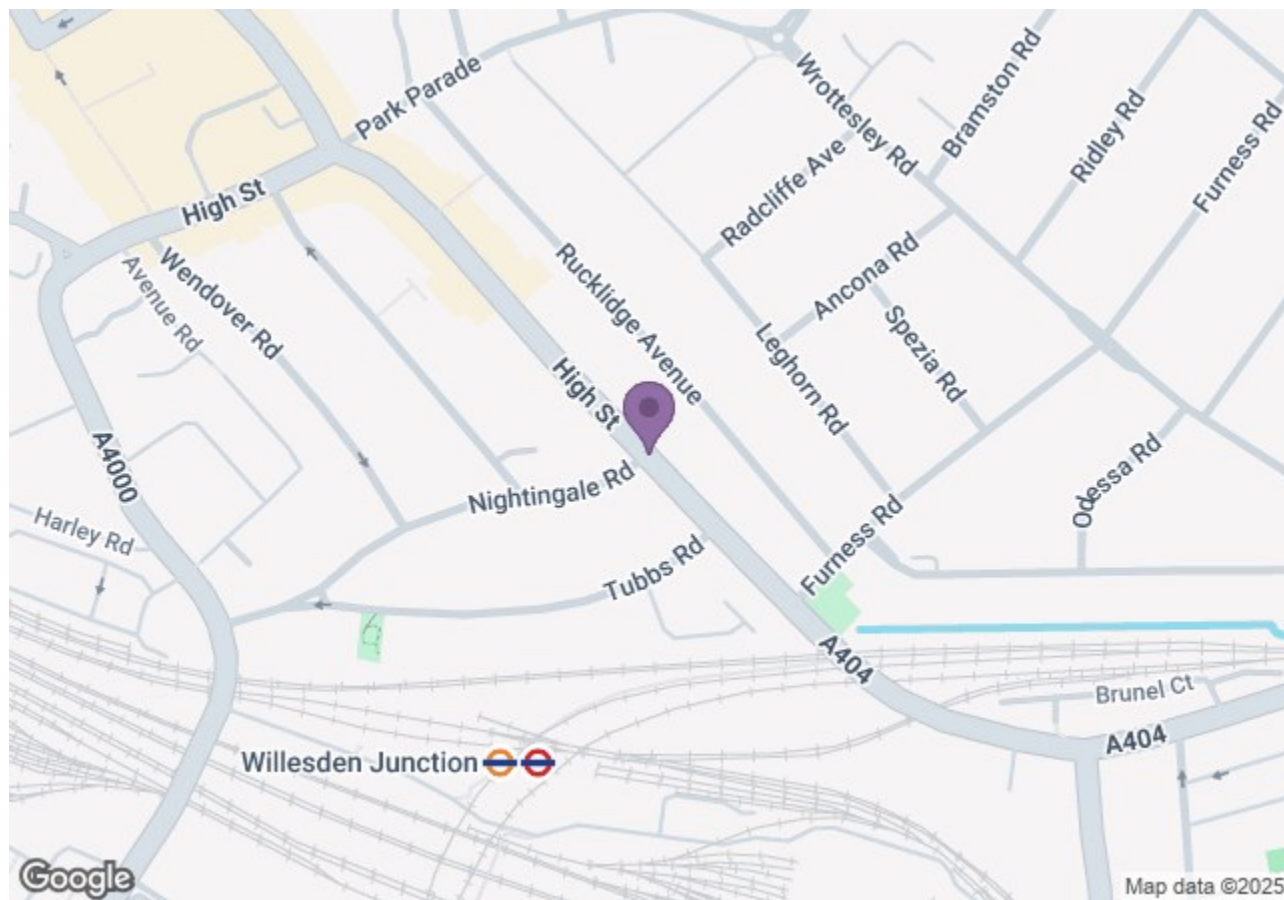 Park Parade
Wrottesley Rd
Bramston Rd
Ridley Rd
Furness Rd
Radcliffe Ave
High St
Ancona Rd
Rucklidge Avenue
Wendover Rd
Avenue Rd
Spezia Rd
Leghorn Rd
High St
A4000
Nightingale Rd
Odessa Rd
Harley Rd
Furness Rd
Tubbs Rd
A404
Brunel Ct
A404
Willesden Junction
Google
Map data ©2025